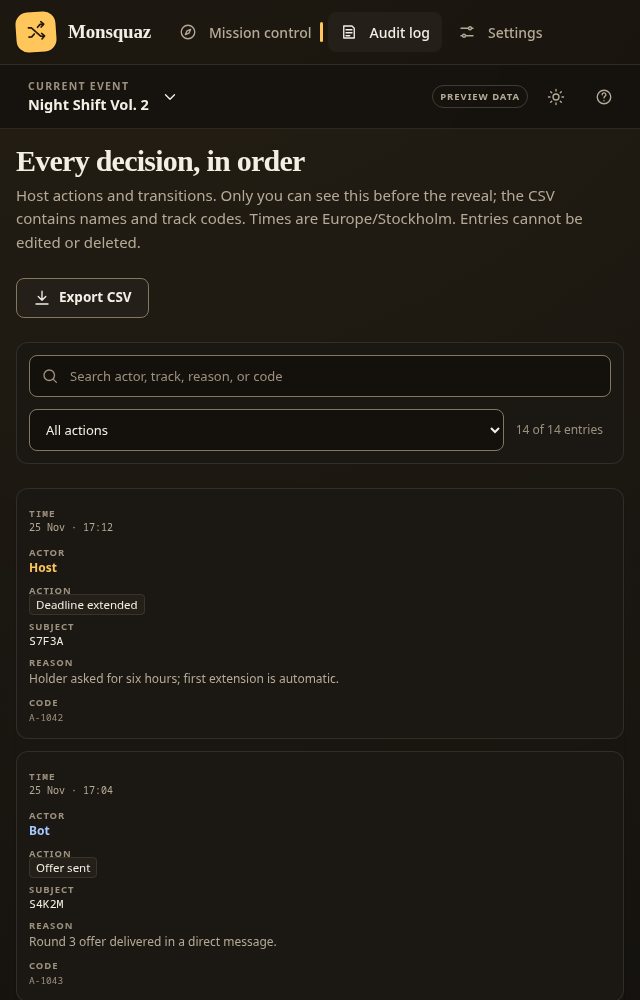 Monsquaz
Mission control
Audit log
Settings
CURRENT EVENT
Night Shift Vol. 2
PREVIEW DATA
Every decision, in order
Host actions and transitions. Only you can see this before the reveal; the CSV
contains names and track codes. Times are Europe/Stockholm. Entries cannot be
edited or deleted.
Export CSV
Search actor, track, reason, or code
All actions
14 of 14 entries
TIME
25 Nov · 17:12
ACTOR
Host
ACTION
Deadline extended
SUBJECT
S7F3A
REASON
Holder asked for six hours; first extension is automatic.
CODE
A-1042
TIME
25 Nov · 17:04
ACTOR
Bot
ACTION
Offer sent
SUBJECT
S4K2M
REASON
Round 3 offer delivered in a direct message.
CODE
A-1043